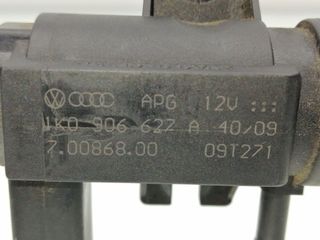 APG 12V :::
1K0 906 627 A 40/09
7.00868.00 09T271